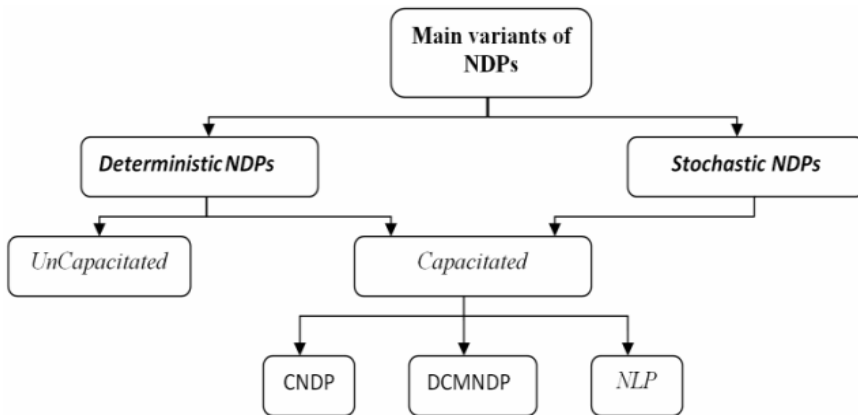 Main variants of
NDPs
Deterministic NDPs
Stochastic NDPs
UnCapacitated
Capacitated
CNDP
DCMNDP
NLP